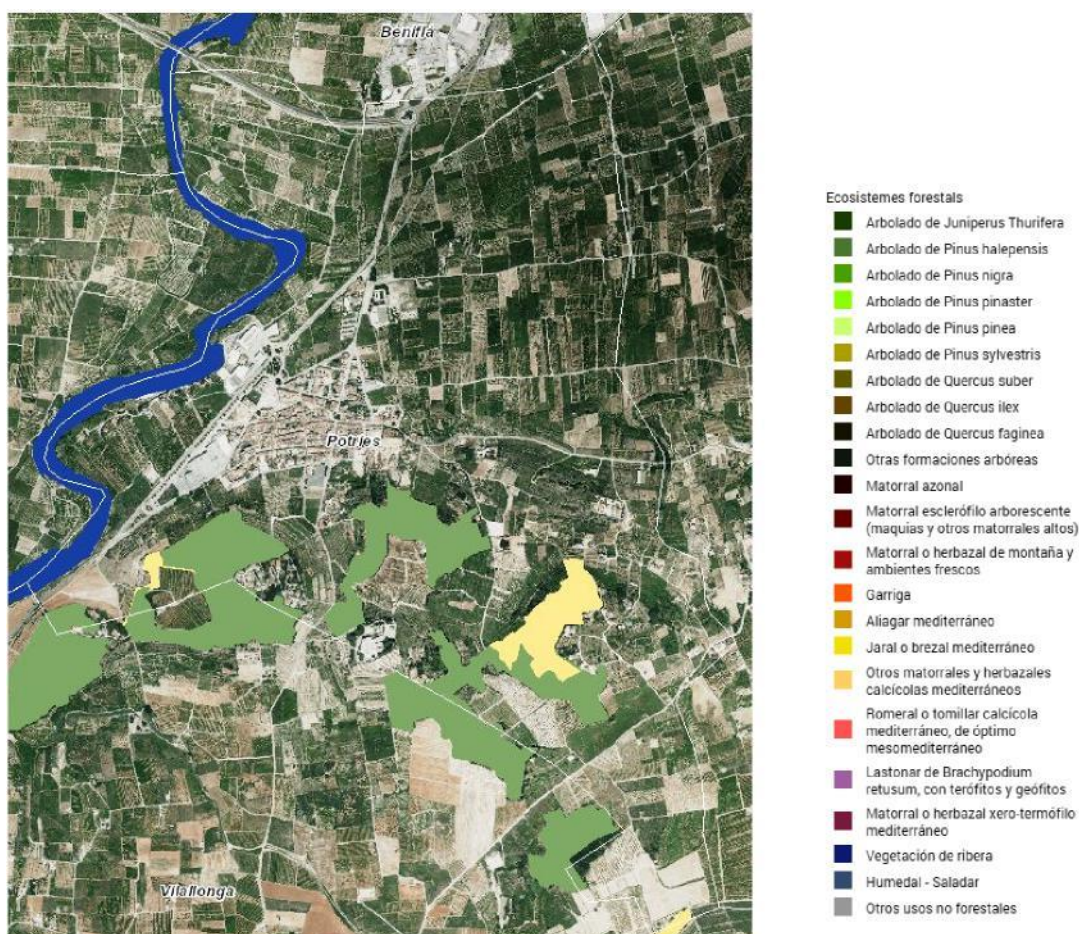 Beniflá
Potríes
Vilallonga
Ecosistemes forestals
Arbolado de Juniperus Thurifera
Arbolado de Pinus halepensis
Arbolado de Pinus nigra
Arbolado de Pinus pinaster
Arbolado de Pinus pinea
Arbolado de Pinus sylvestris
Arbolado de Quercus suber
Arbolado de Quercus ilex
Arbolado de Quercus faginea
Otras formaciones arbóreas
Matorral azonal
Matorral esclerófilo arborescente
(maquias y otros matorrales altos)
Matorral o herbazal de montaña y
ambientes frescos
Garriga
Aliagar mediterráneo
Jaral o brezal mediterráneo
Otros matorrales y herbazales
calcícolas mediterráneos
Romeral o tomillar calcícola
mediterráneo, de óptimo
mesomediterráneo
Lastonar de Brachypodium
retusum, con terófitos y geófitos
Matorral o herbazal xero-termófilo
mediterráneo
Vegetación de ribera
Humedal - Saladar
Otros usos no forestales